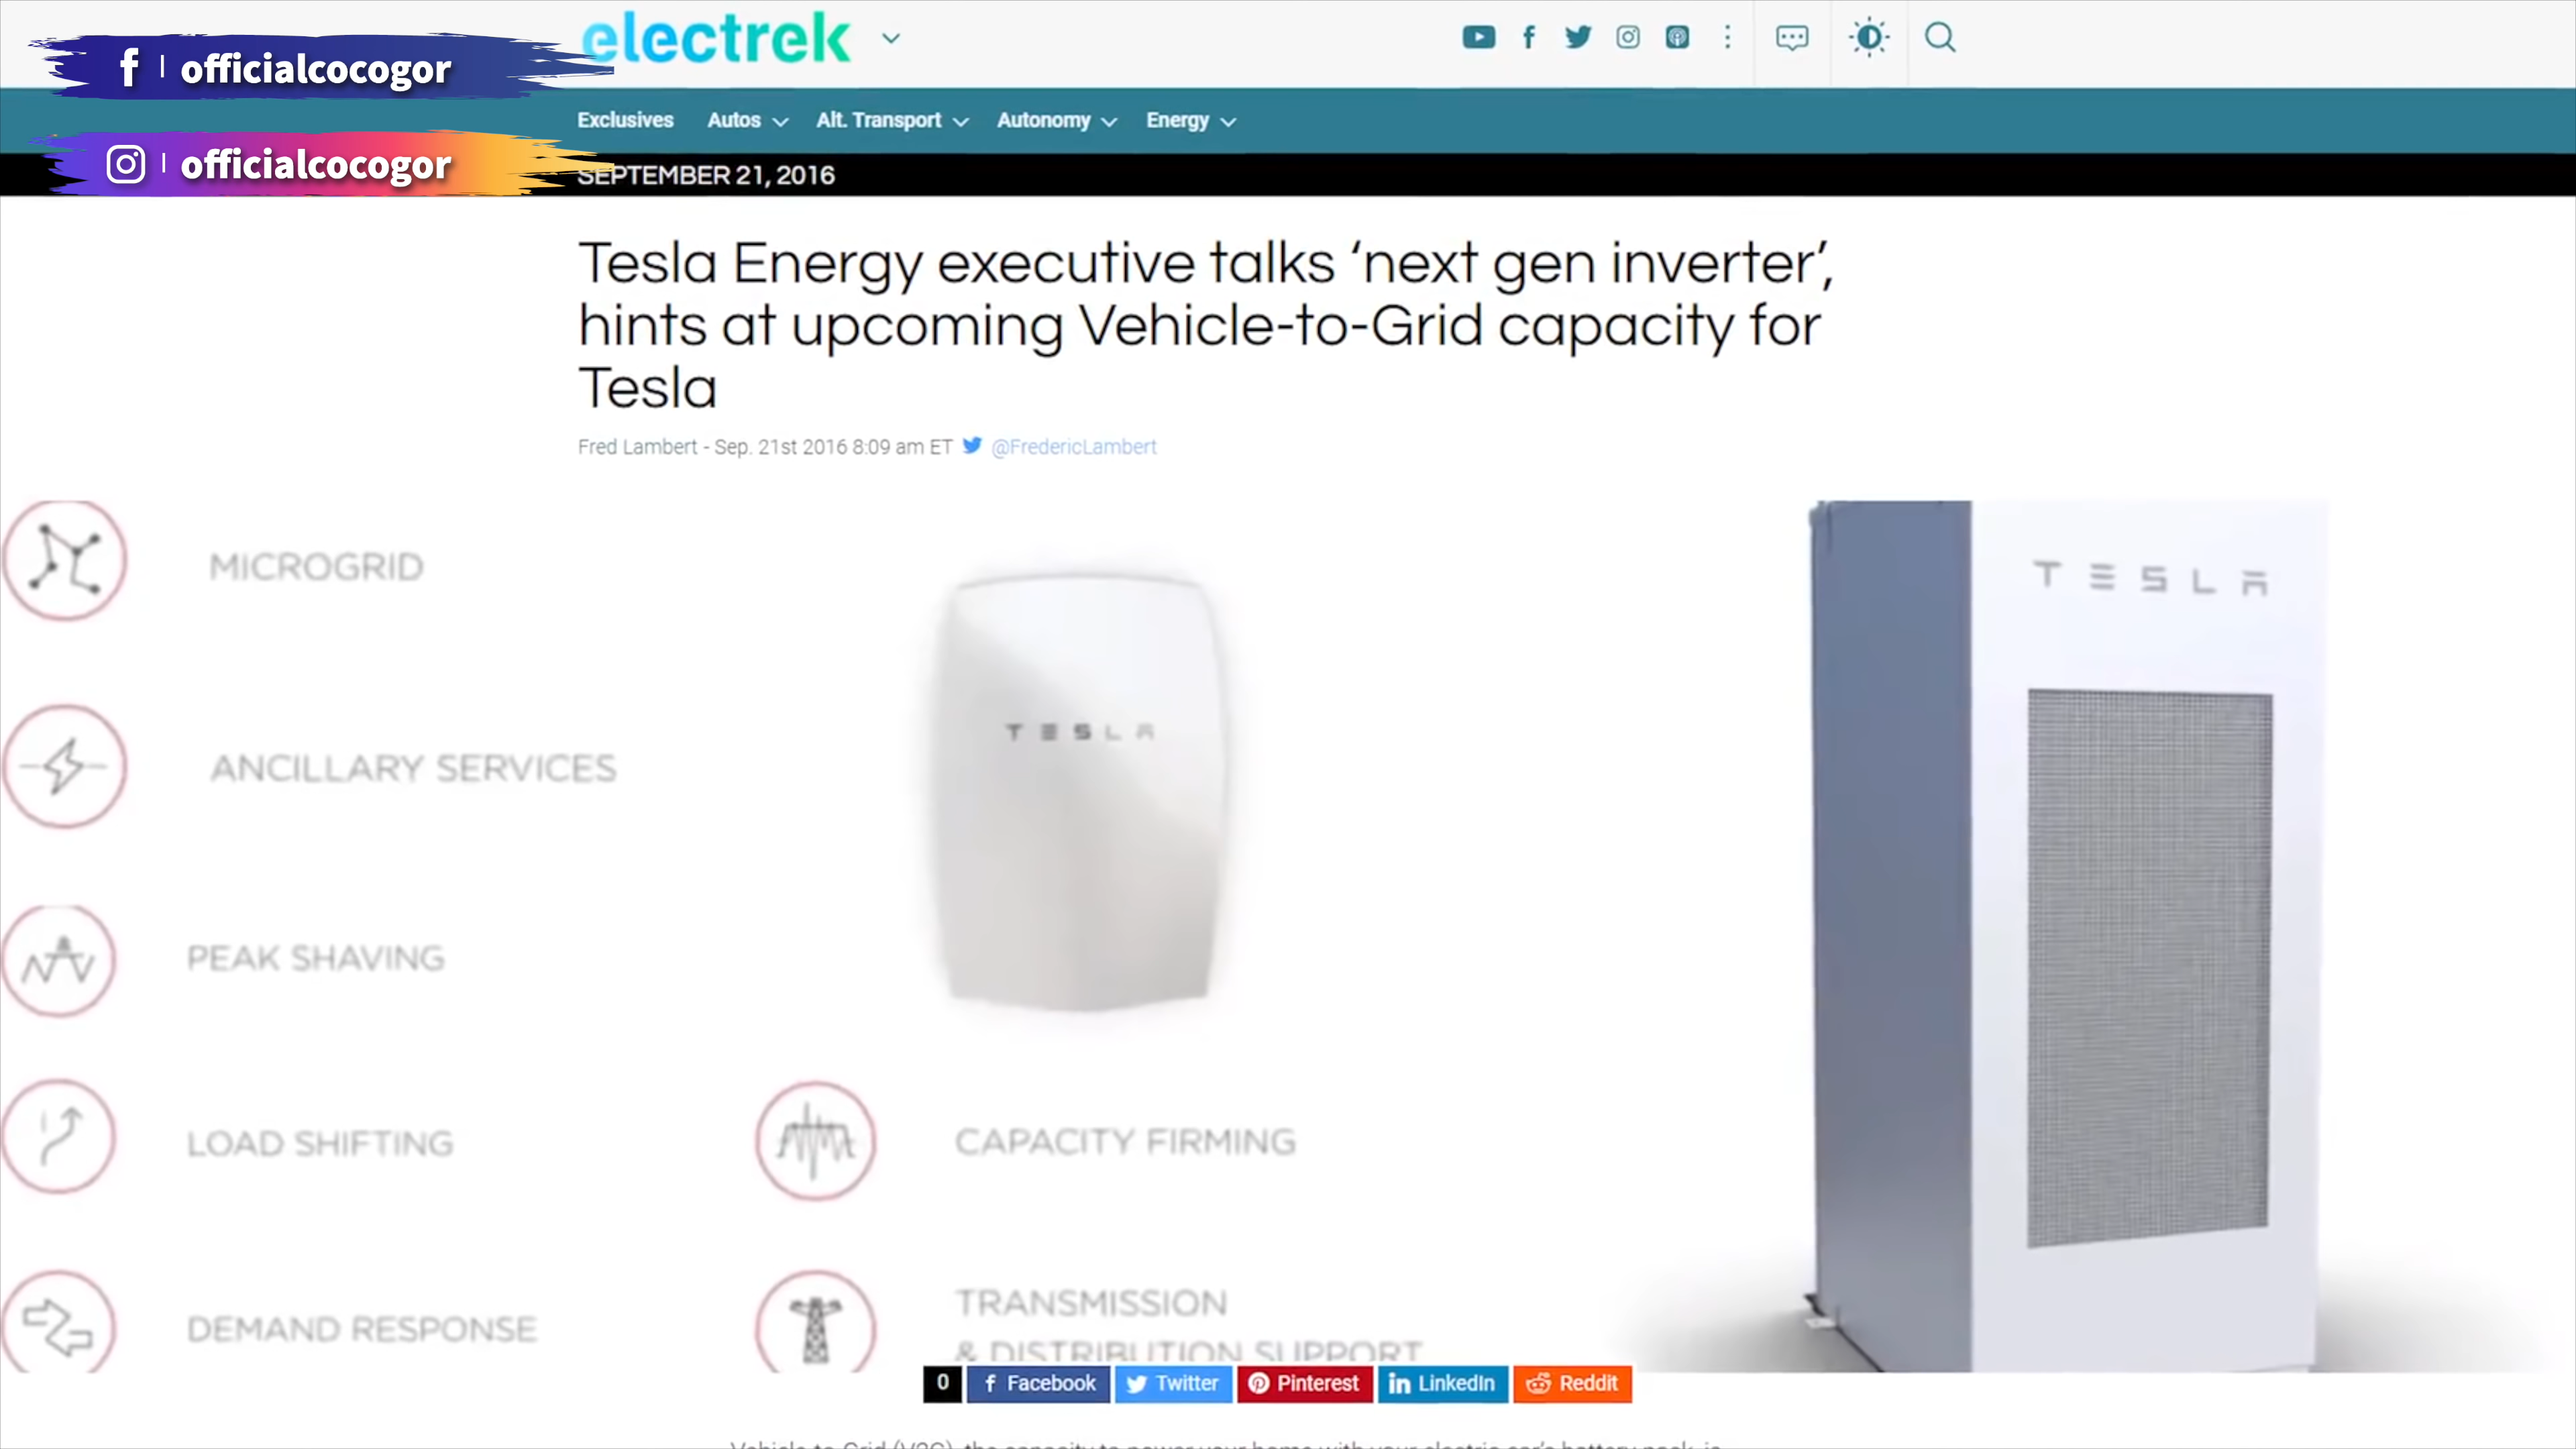 electrek
f | officialcocogor
Exclusives Autos Alt. Transport Autonomy Energy
officialcocogor
SEPTEMBER 21, 2016
Tesla Energy executive talks ‘next gen inverter’,
hints at upcoming Vehicle-to-Grid capacity for
Tesla
Fred Lambert - Sep. 21st 2016 8:09 am ET @FredericLambert
MICROGRID
TESLA
ANCILLARY SERVICES
TESLA
PEAK SHAVING
LOAD SHIFTING
CAPACITY FIRMING
DEMAND RESPONSE
TRANSMISSION
& DISTRIBUTION SUPPORT
0 Facebook Twitter Pinterest LinkedIn Reddit